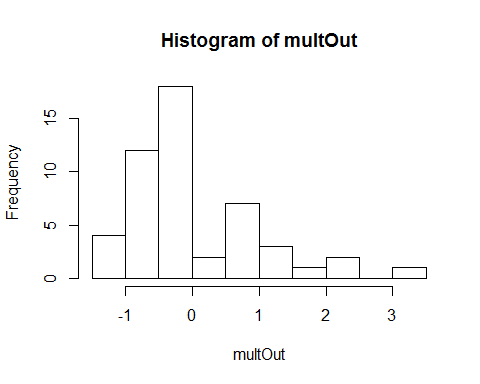 Histogram of multOut
Frequency
15
10
5
0
-1 0 1 2 3
multOut